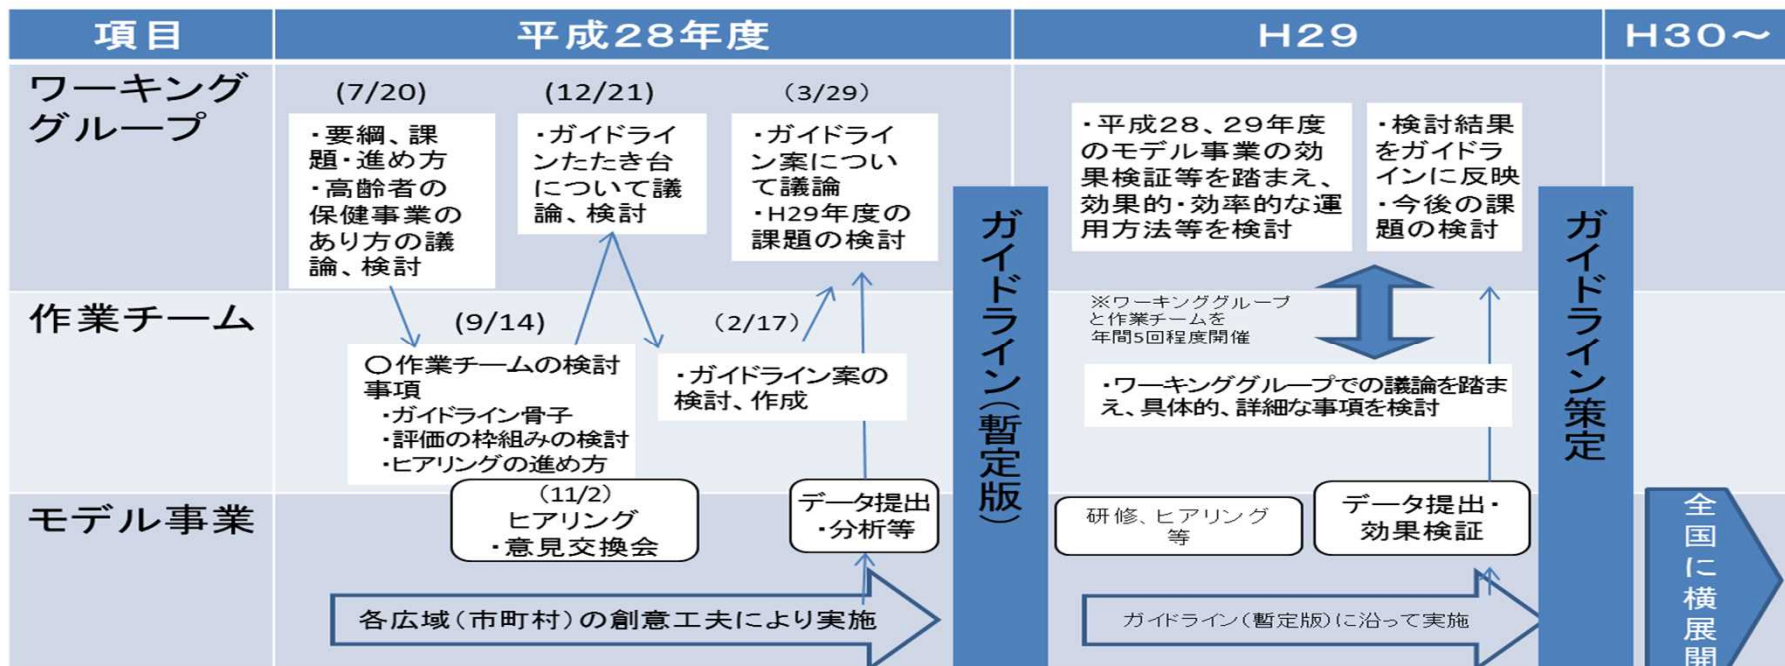 項目
平成28年度
H29
H30～
ワーキング
グループ
(7/20)
・要綱、課
題・進め方
・高齢者の
保健事業の
あり方の議
論、検討
(12/21)
・ガイドライ
ンたたき台
について議
論、検討
(3/29)
・ガイドライ
ン案につい
て議論
・H29年度の
課題の検討
・平成28、29年度
のモデル事業の効
果検証等を踏まえ、
効果的・効率的な運
用方法等を検討
・検討結果
をガイドラ
インに反映
・今後の課
題の検討
作業チーム
(9/14)
〇作業チームの検討
事項
・ガイドライン骨子
・評価の枠組みの検討
・ヒアリングの進め方
(2/17)
・ガイドライン案の
検討、作成
※ワーキンググループ
と作業チームを
年間5回程度開催
・ワーキンググループでの議論を踏ま
え、具体的、詳細な事項を検討
モデル事業
(11/2)
ヒアリング
・意見交換会
データ提出
・分析等
研修、ヒアリング
等
データ提出・
効果検証
各広域(市町村)の創意工夫により実施
ガイドライン(暫定版)に沿って実施
ガイドライン(暫定版)
ガイドライン策定
全国に横展開